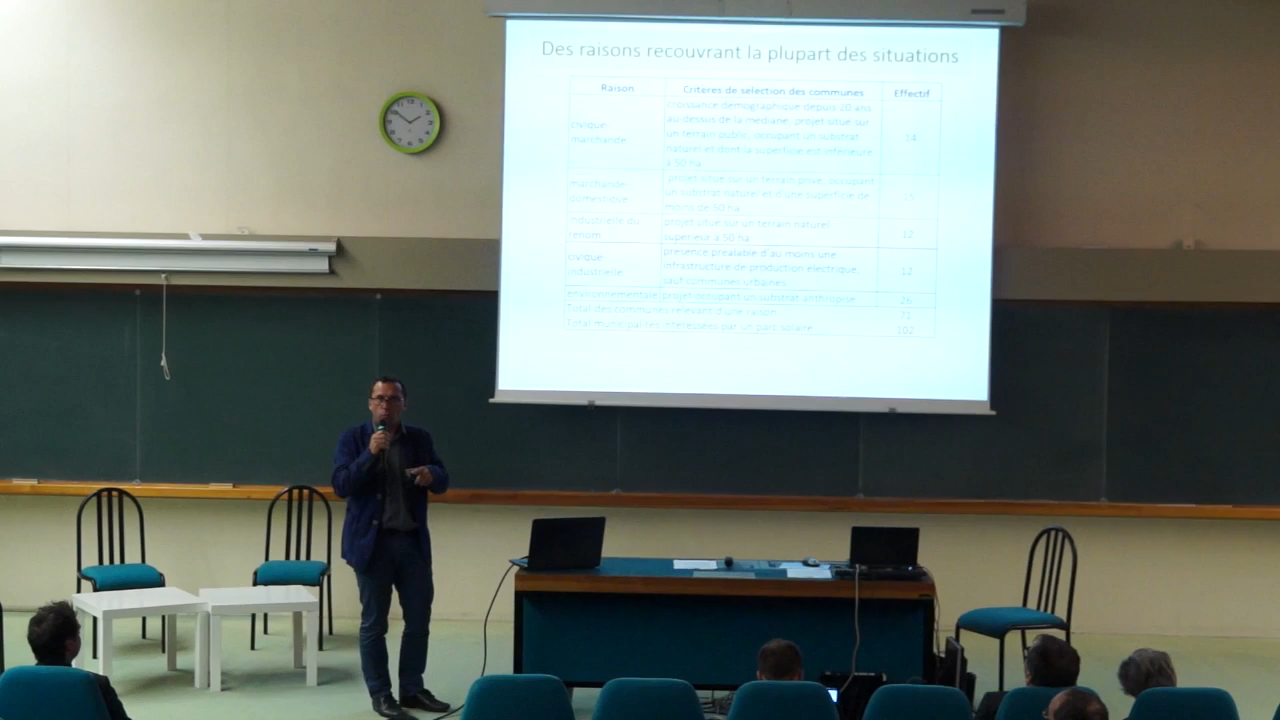 Des raisons recouvrant la plupart des situations
Raison Critères de sélection des communes Effectif
civique-marchande
croissance démographique depuis 20 ans
au dessus de la médiane, projet situé sur
un terrain public, occupant un substrat
naturel et dont la superficie est inférieure
à 50 ha
14
marchande-domestique
projet situé sur un terrain privé, occupant
un substrat naturel et d'une superficie de
moins de 50 ha
15
industrielle du
renom
projet situé sur un terrain naturel
supérieur à 50 ha
12
civique
industrielle
présence préalable d'au moins une
infrastructure de production électrique,
sauf communes urbaines
12
environnementale projet occupant un substrat anthropisé 26
Total des communes relevant d'une raison 71
Total municipalités intéressées par un parc solaire 102